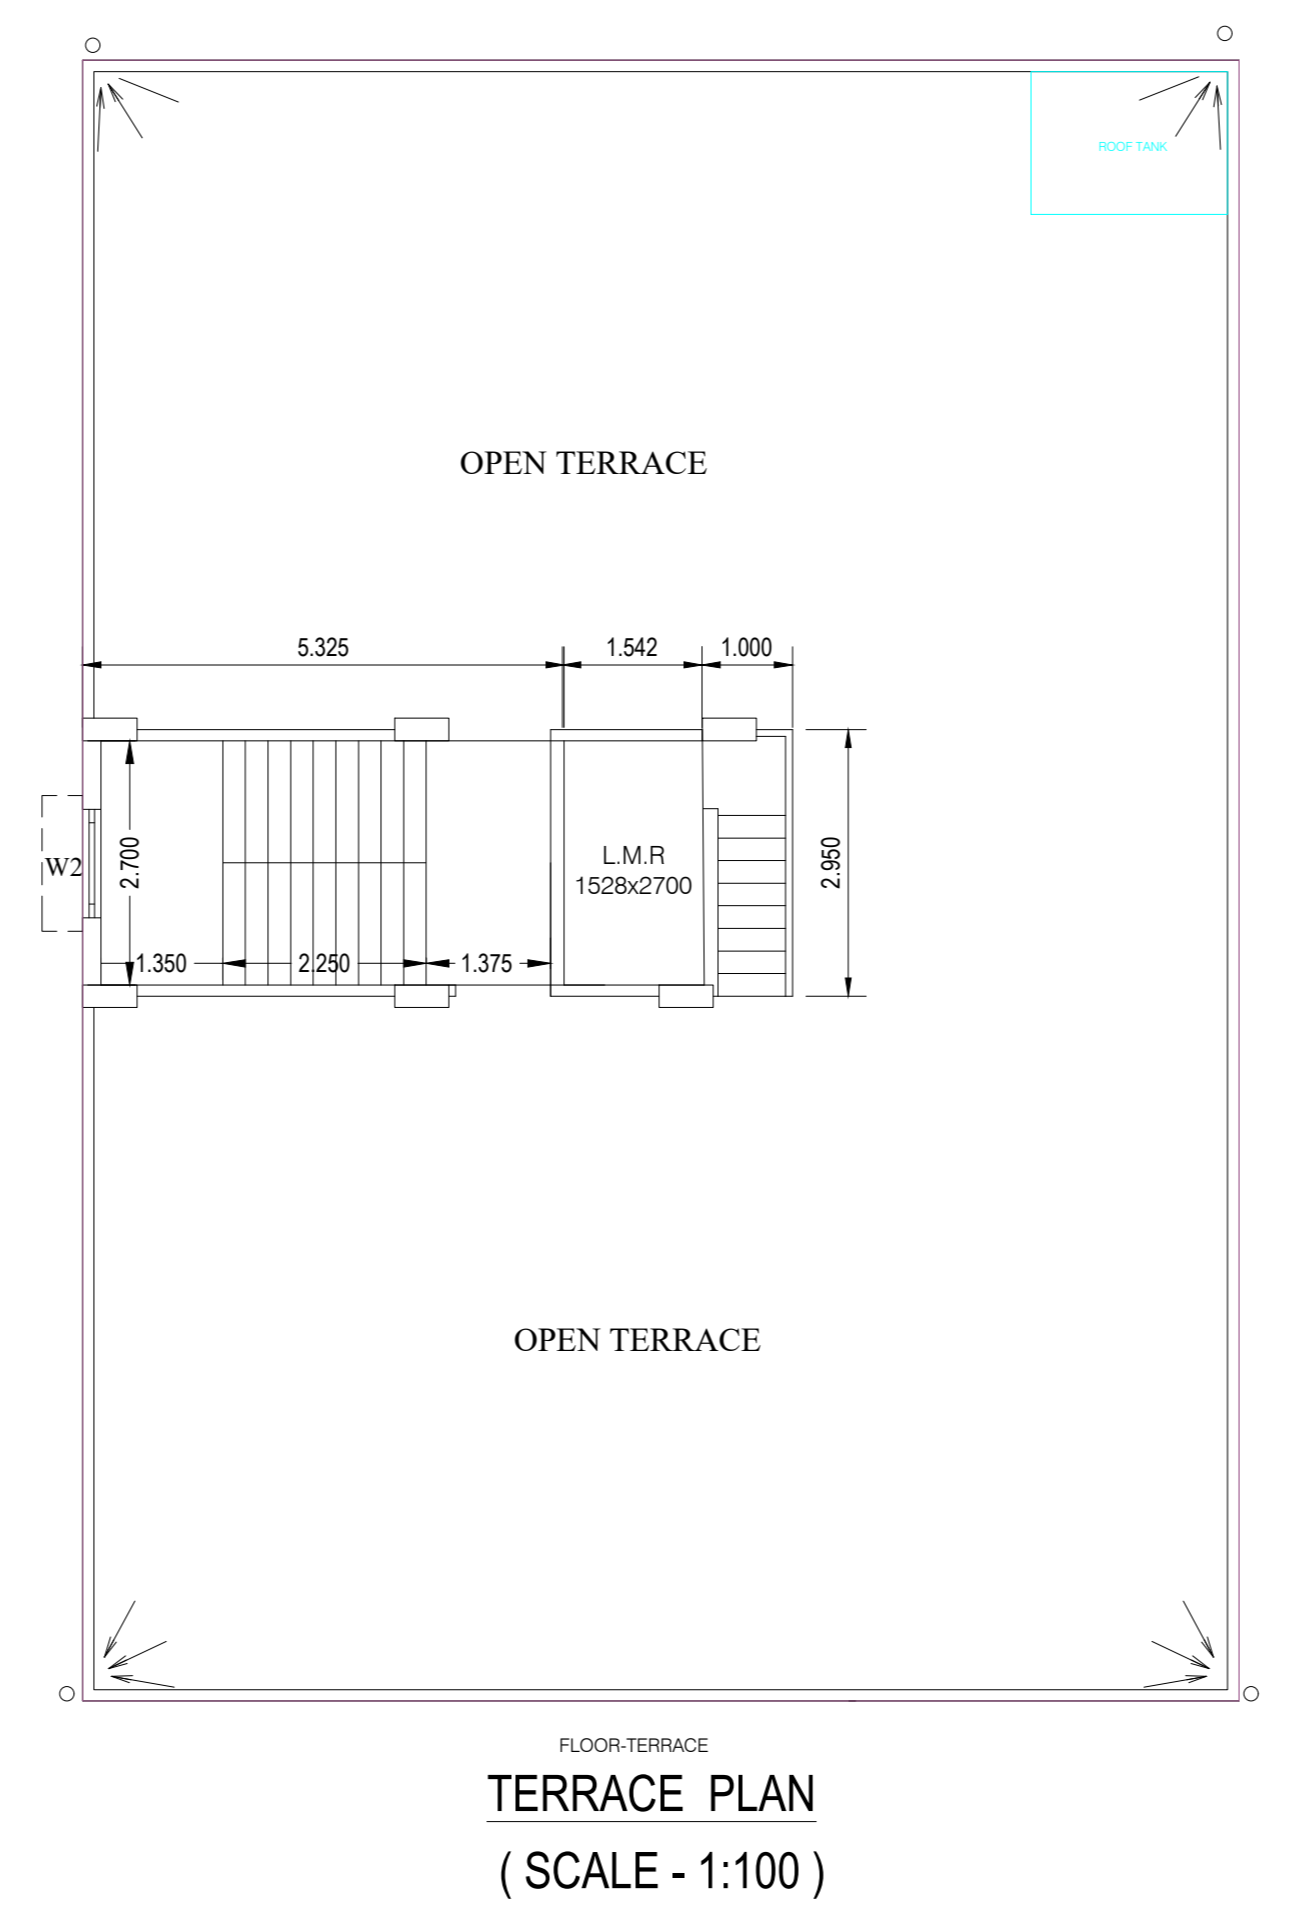 ROOF TANK
OPEN TERRACE
5.325
1.542
1.000
2.700
W2
L.M.R
1528x2700
2.950
1.350
2.250
1.375
OPEN TERRACE
FLOOR-TERRACE
TERRACE PLAN
( SCALE - 1:100 )